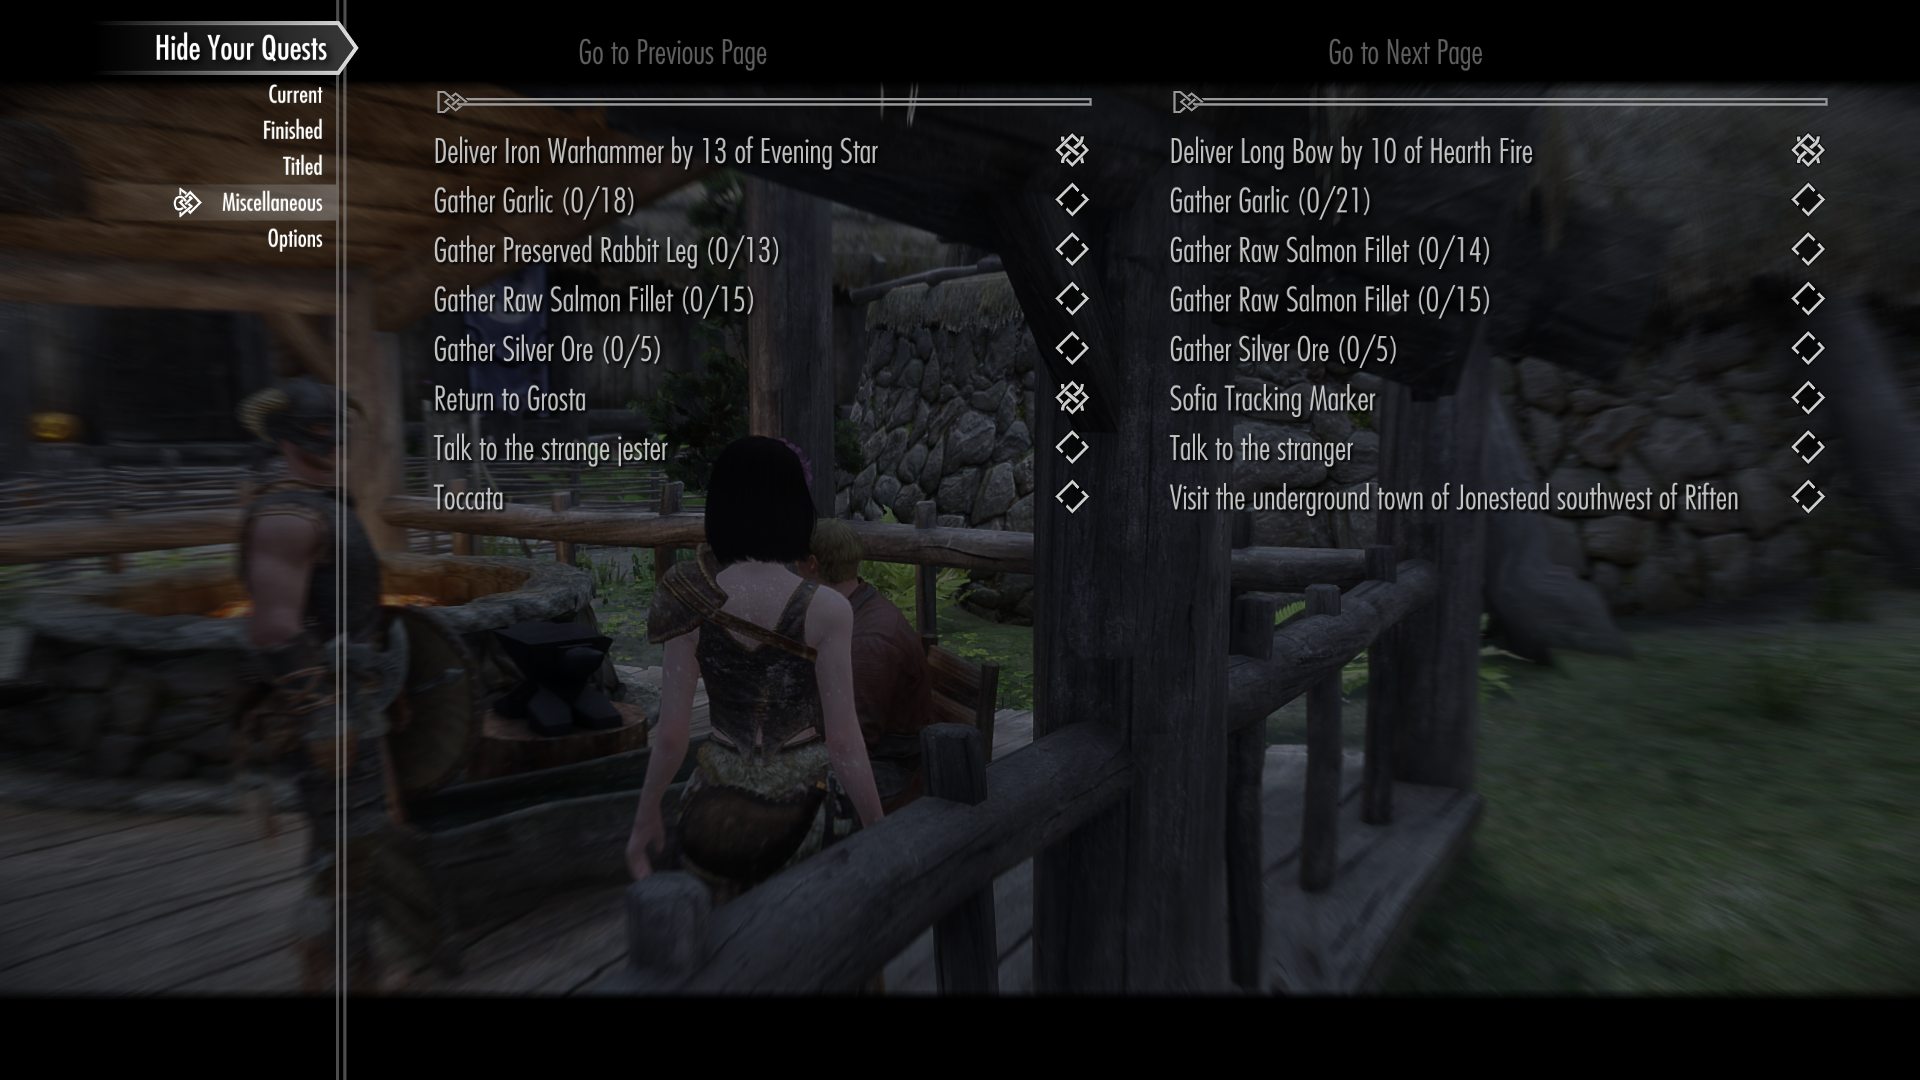 Hide Your Quests
Current
Finished
Titled
Miscellaneous
Options
Go to Previous Page
Go to Next Page
Deliver Iron Warhammer by 13 of Evening Star
Deliver Long Bow by 10 of Hearth Fire
Gather Garlic (0/18)
Gather Garlic (0/21)
Gather Preserved Rabbit Leg (0/13)
Gather Raw Salmon Fillet (0/14)
Gather Raw Salmon Fillet (0/15)
Gather Raw Salmon Fillet (0/15)
Gather Silver Ore (0/5)
Gather Silver Ore (0/5)
Return to Grosta
Sofia Tracking Marker
Talk to the strange jester
Talk to the stranger
Toccata
Visit the underground town of Jonestead southwest of Riften